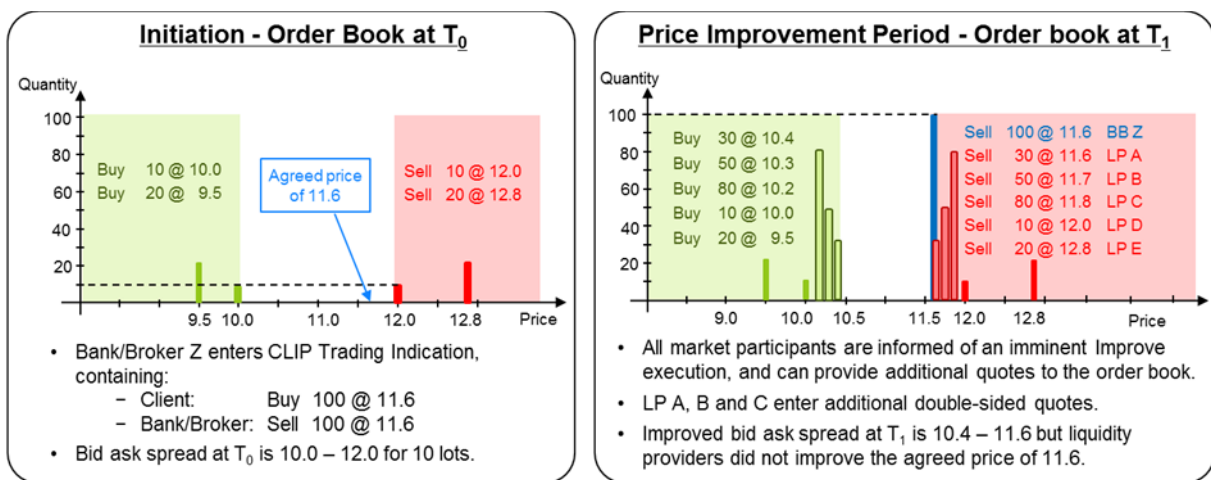 Initiation - Order Book at T0
Quantity
100
80
60
40
20
Buy 10 @ 10.0
Buy 20 @ 9.5
Agreed price
of 11.6
Sell 10 @ 12.0
Sell 20 @ 12.8
9.5 10.0 11.0 12.0 12.8 Price
• Bank/Broker Z enters CLIP Trading Indication,
containing:
− Client: Buy 100 @ 11.6
− Bank/Broker: Sell 100 @ 11.6
• Bid ask spread at T0 is 10.0 – 12.0 for 10 lots.
Price Improvement Period - Order book at T1
Quantity
100
80
60
40
20
Buy 30 @ 10.4
Buy 50 @ 10.3
Buy 80 @ 10.2
Buy 10 @ 10.0
Buy 20 @ 9.5
Sell 100 @ 11.6 BB Z
Sell 30 @ 11.6 LP A
Sell 50 @ 11.7 LP B
Sell 80 @ 11.8 LP C
Sell 10 @ 12.0 LP D
Sell 20 @ 12.8 LP E
9.0 10.0 10.5 11.5 12.0 12.8 Price
• All market participants are informed of an imminent Improve
execution, and can provide additional quotes to the order book.
• LP A, B and C enter additional double-sided quotes.
• Improved bid ask spread at T1 is 10.4 – 11.6 but liquidity
providers did not improve the agreed price of 11.6.